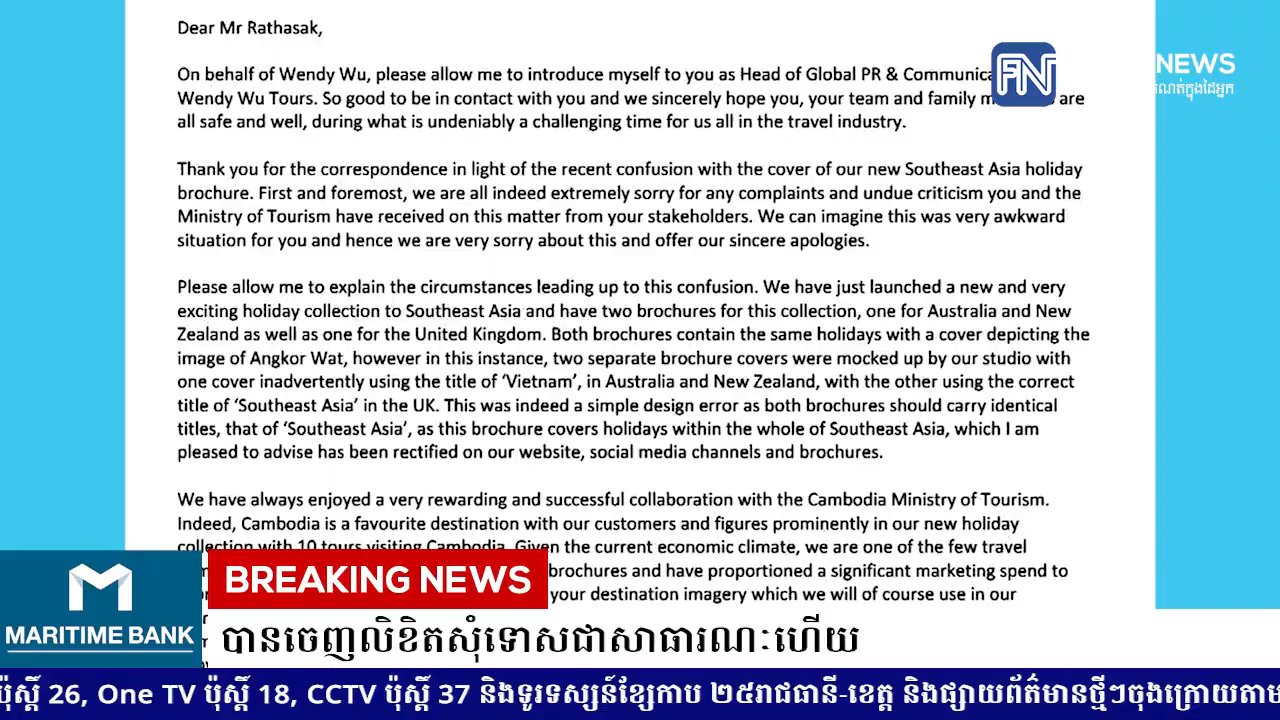 Dear Mr Rathasak,
On behalf of Wendy Wu, please allow me to introduce myself to you as Head of Global PR &
Wendy Wu Tours. So good to be in contact with you and we sincerely hope you, your team and family are
all safe and well, during what is undeniably a challenging time for us all in the travel industry.
FN
NEWS
Thank you for the correspondence in light of the recent confusion with the cover of our new Southeast Asia holiday
brochure. First and foremost, we are all indeed extremely sorry for any complaints and undue criticism you and the
Ministry of Tourism have received on this matter from your stakeholders. We can imagine this was very awkward
situation for you and hence we are very sorry about this and offer our sincere apologies.
Please allow me to explain the circumstances leading up to this confusion. We have just launched a new and very
exciting holiday collection to Southeast Asia and have two brochures for this collection, one for Australia and New
Zealand as well as one for the United Kingdom. Both brochures contain the same holidays with a cover depicting the
image of Angkor Wat, however in this instance, two separate brochure covers were mocked up by our studio with
one cover inadvertently using the title of ‘Vietnam’, in Australia and New Zealand, with the other using the correct
title of ‘Southeast Asia’ in the UK. This was indeed a simple design error as both brochures should carry identical
titles, that of ‘Southeast Asia’, as this brochure covers holidays within the whole of Southeast Asia, which I am
pleased to advise has been rectified on our website, social media channels and brochures.
We have always enjoyed a very rewarding and successful collaboration with the Cambodia Ministry of Tourism.
Indeed, Cambodia is a favourite destination with our customers and figures prominently in our new holiday
collection with 10 tours visiting Cambodia. Given the current economic climate, we are one of the few travel
brochures and have proportioned a significant marketing spend to
your destination imagery which we will of course use in our
BREAKING NEWS
MARITIME BANK
បានចេញលិខិតសុំទោសជាសាធារណៈហើយ
ប៉ុស្តិ៍ 26, One TV ប៉ុស្តិ៍ 18, CCTV ប៉ុស្តិ៍ 37 និងទូរទស្សន៍ខ្សែកាប ២៥រាជធានី-ខេត្ត និងផ្សាយព័ត៌មានថ្មីៗចុងក្រោយតាម